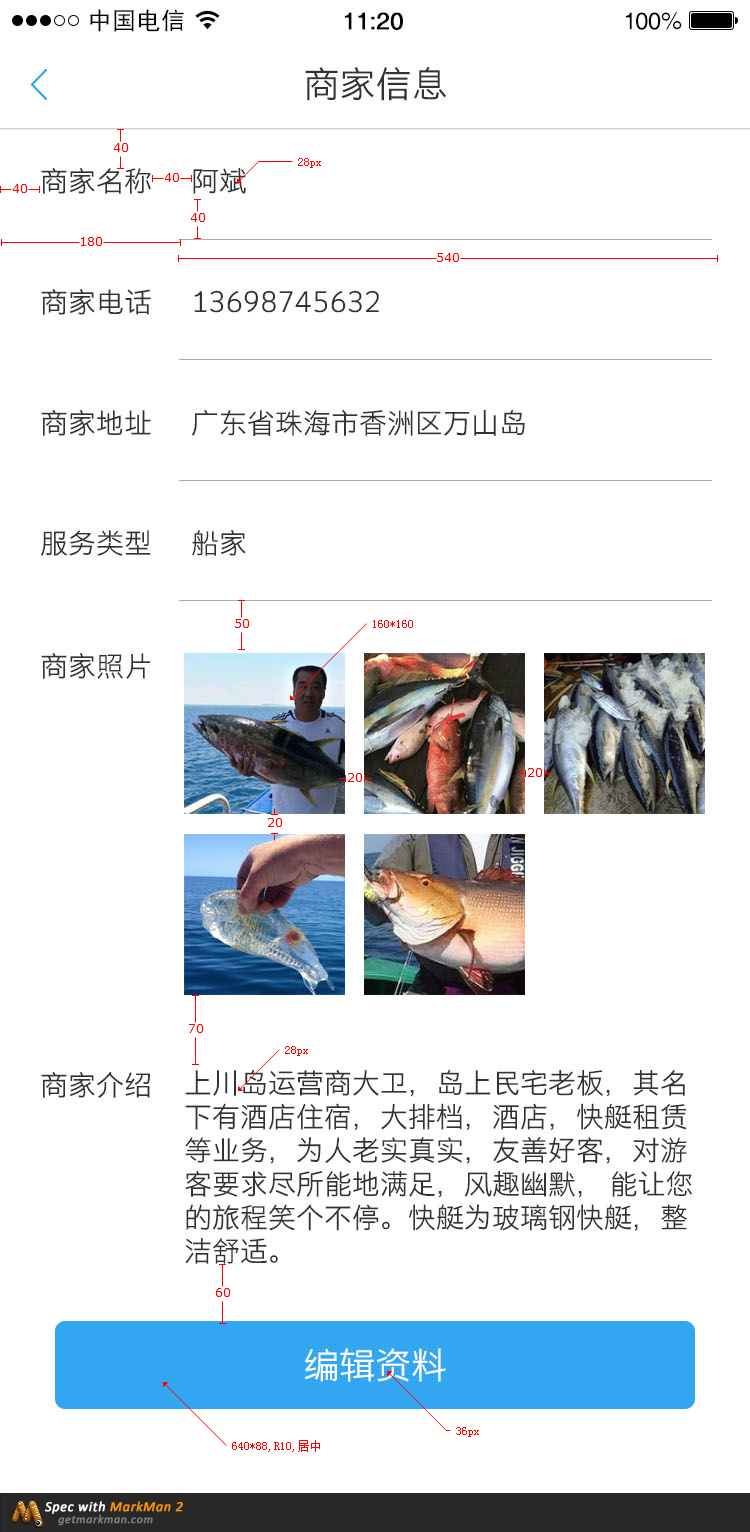 中国电信 11:20 100%
商家信息
40
28px
40 商家名称 40 阿斌
40
180
540
商家电话 13698745632
商家地址 广东省珠海市香洲区万山岛
服务类型 船家
50
160*160
商家照片
20 20
20
70
28px
商家介绍 上川岛运营商大卫，岛上民宅老板，其名
下有酒店住宿，大排档，酒店，快艇租赁
等业务，为人老实真实，友善好客，对游
客要求尽所能地满足，风趣幽默， 能让您
的旅程笑个不停。快艇为玻璃钢快艇，整
洁舒适。
60
编辑资料
36px
640*88, R10, 居中
Spec with MarkMan 2
getmarkman.com